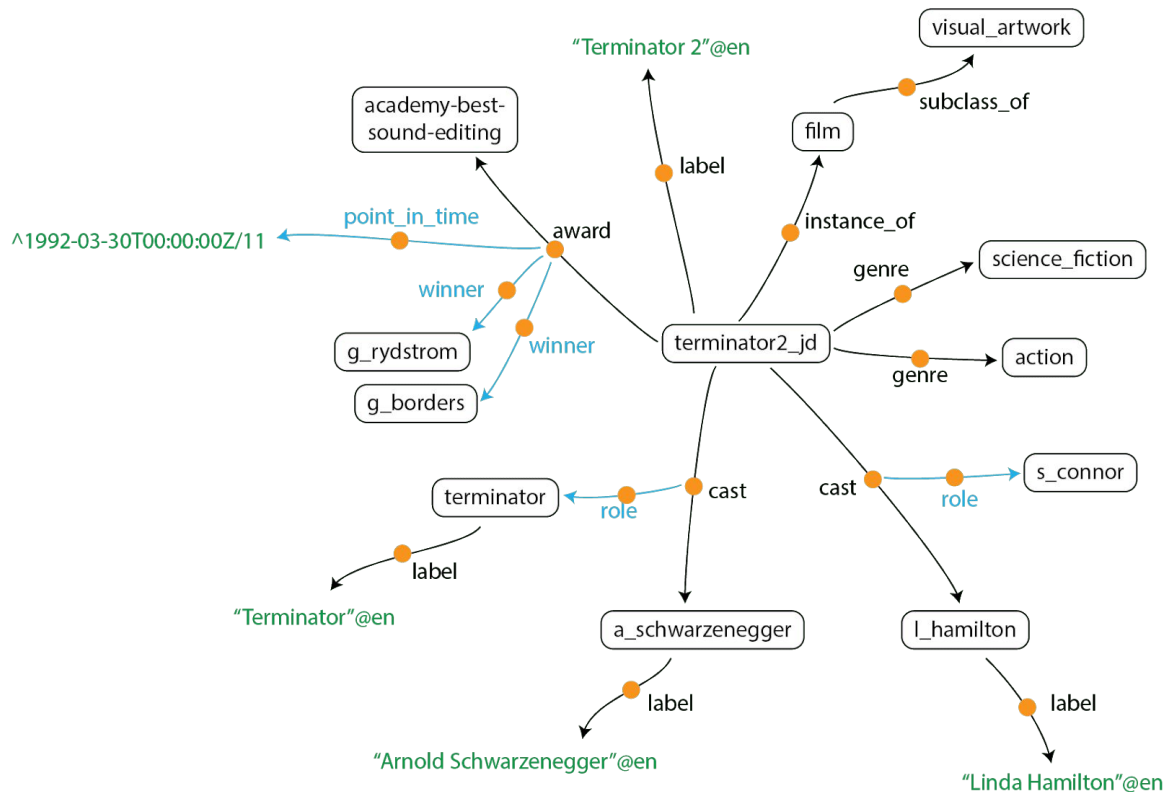 visual_artwork
“Terminator 2”@en
subclass_of
academy-best-
sound-editing
film
label
instance_of
point_in_time
award
^1992-03-30T00:00:00Z/11
science_fiction
genre
winner
terminator2_jd
g_rydstrom
winner
action
genre
g_borders
s_connor
terminator
cast
cast
role
role
label
“Terminator”@en
a_schwarzenegger
l_hamilton
label
label
“Arnold Schwarzenegger”@en
“Linda Hamilton”@en